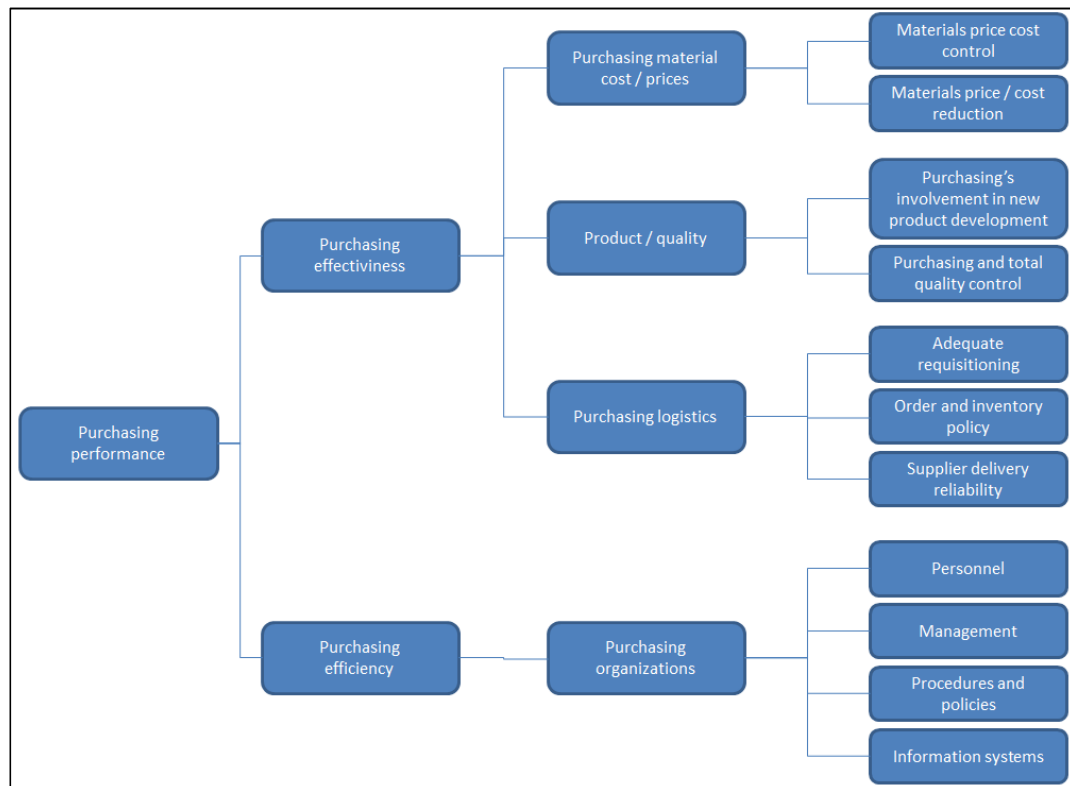 Purchasing
performance
Purchasing
effectiviness
Purchasing
efficiency
Purchasing material
cost / prices
Product / quality
Purchasing logistics
Purchasing
organizations
Materials price cost
control
Materials price / cost
reduction
Purchasing’s
involvement in new
product development
Purchasing and total
quality control
Adequate
requisitioning
Order and inventory
policy
Supplier delivery
reliability
Personnel
Management
Procedures and
policies
Information systems